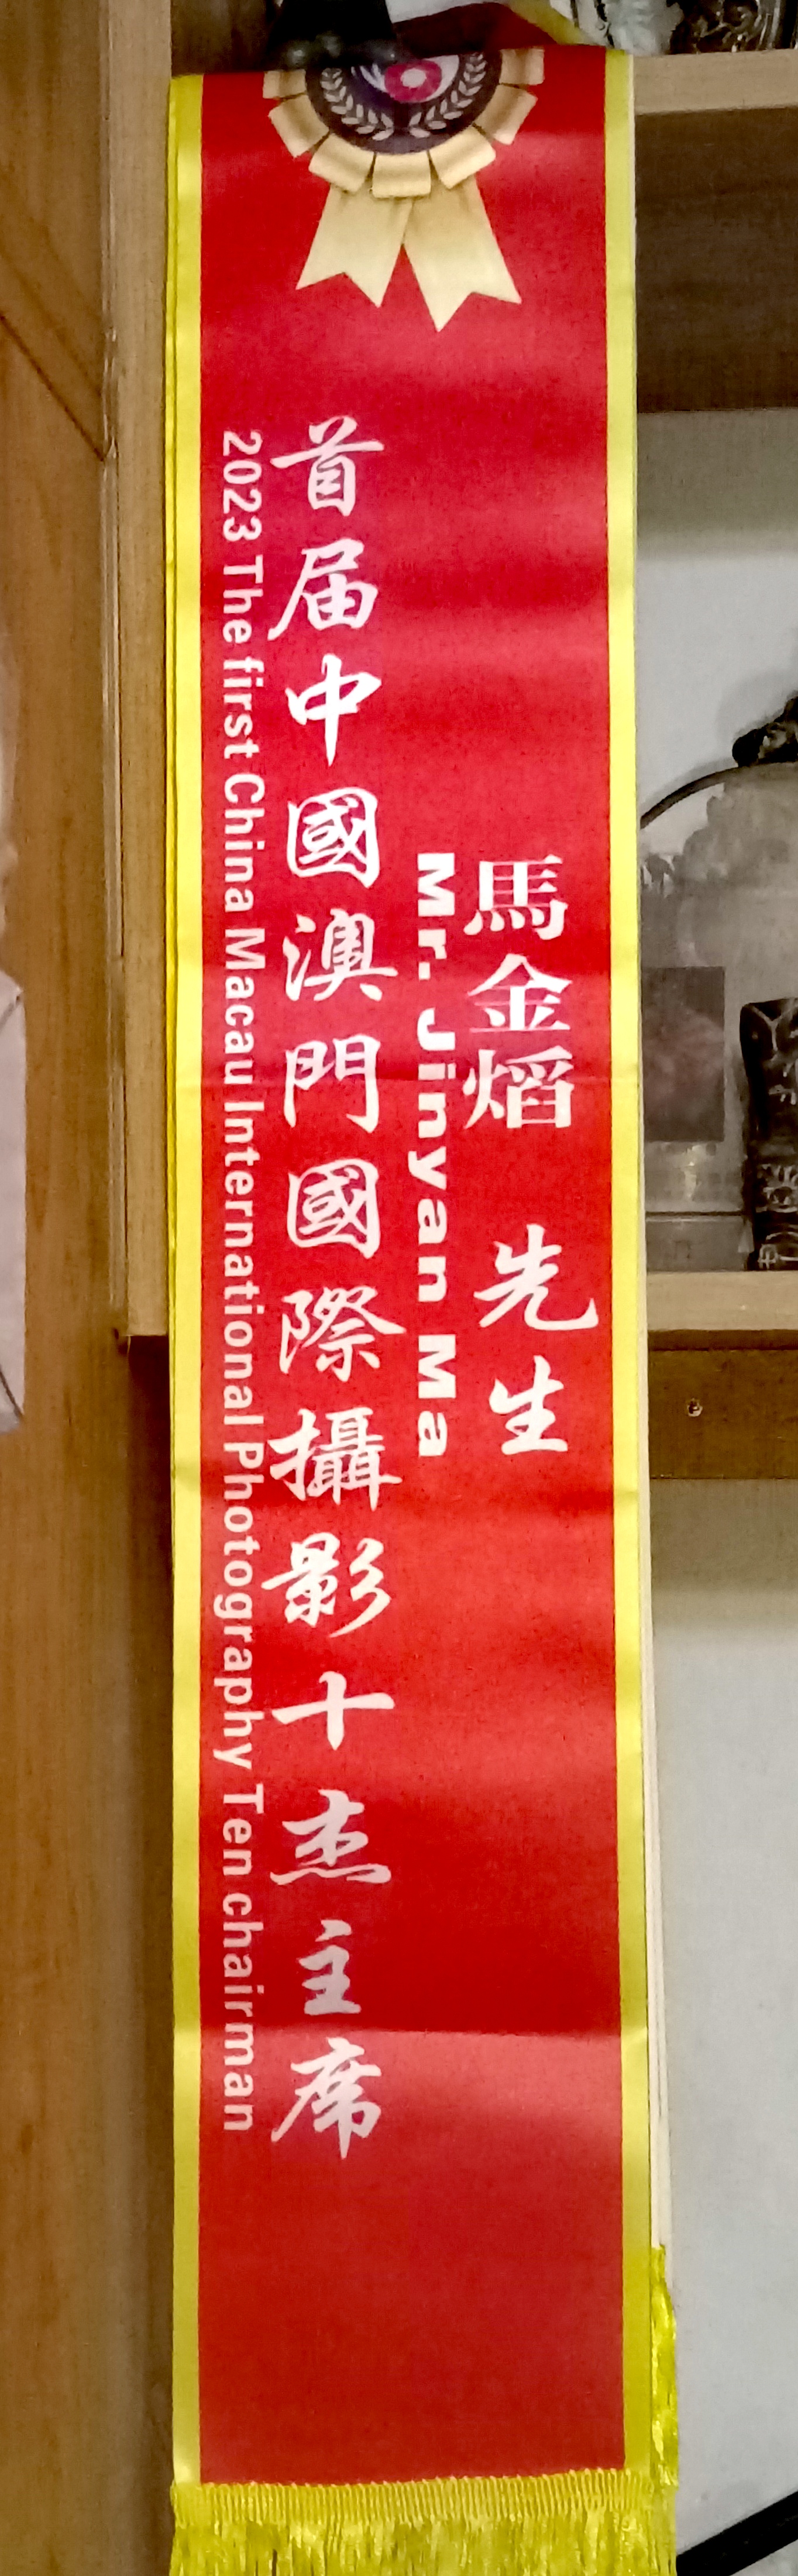 馬金熖 先生
Mr. Jinyan Ma
首届中國澳門國際攝影十杰主席
2023 The first China Macau International Photography Ten chairman